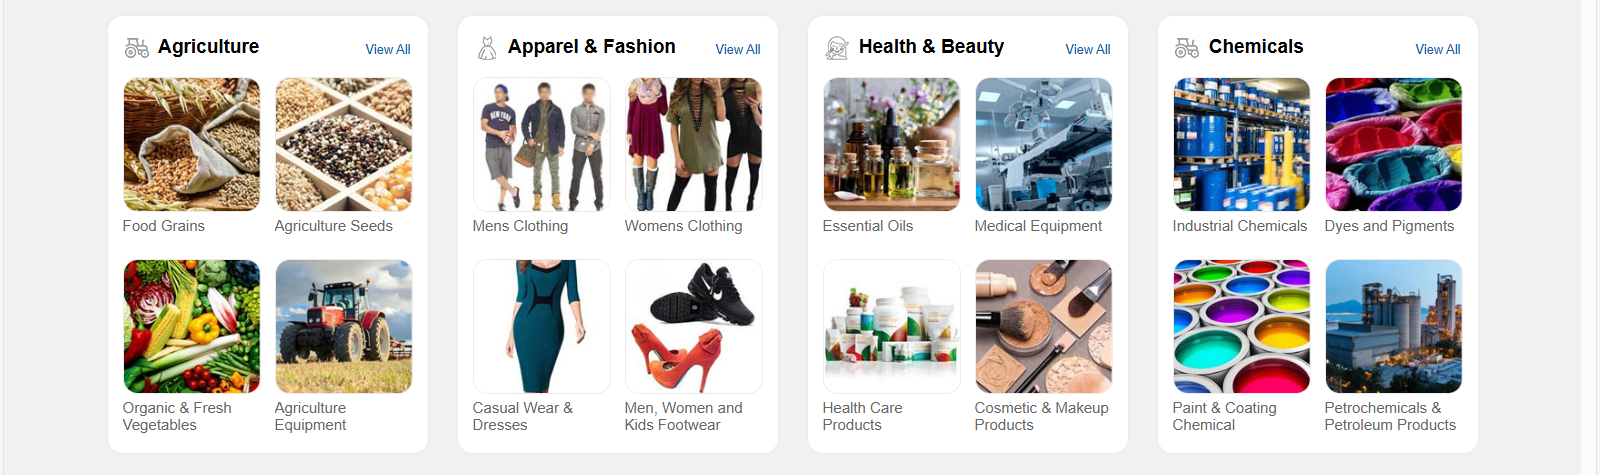 Agriculture
View All
Food Grains
Agriculture Seeds
Organic & Fresh
Vegetables
Agriculture
Equipment
Apparel & Fashion
View All
NEW YORK
Mens Clothing
Womens Clothing
Casual Wear &
Dresses
Men, Women and
Kids Footwear
Health & Beauty
View All
Essential Oils
Medical Equipment
Health Care
Products
Cosmetic & Makeup
Products
Chemicals
View All
Industrial Chemicals
Dyes and Pigments
Paint & Coating
Chemical
Petrochemicals &
Petroleum Products